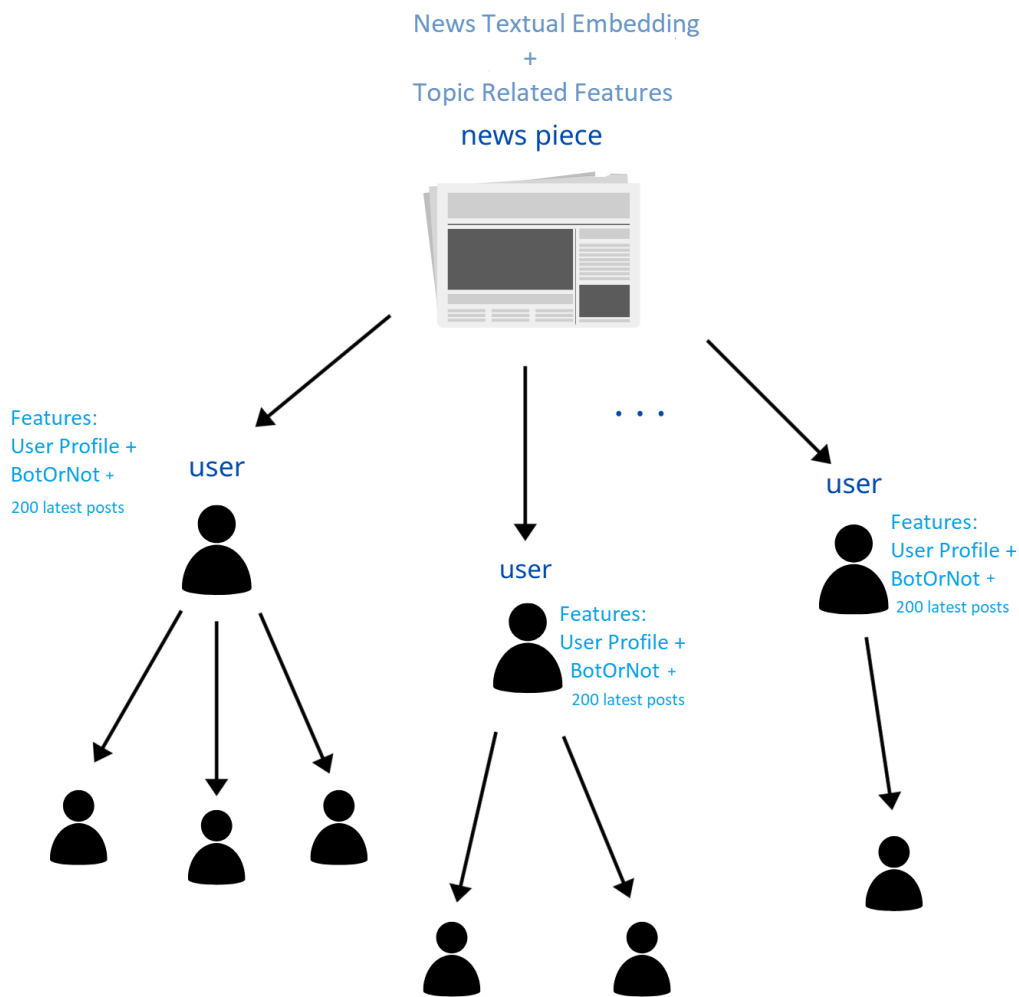 News Textual Embedding
+
Topic Related Features
news piece
. . .
Features:
User Profile +
BotOrNot +
200 latest posts
user
user
Features:
User Profile +
BotOrNot +
200 latest posts
user
Features:
User Profile +
BotOrNot +
200 latest posts